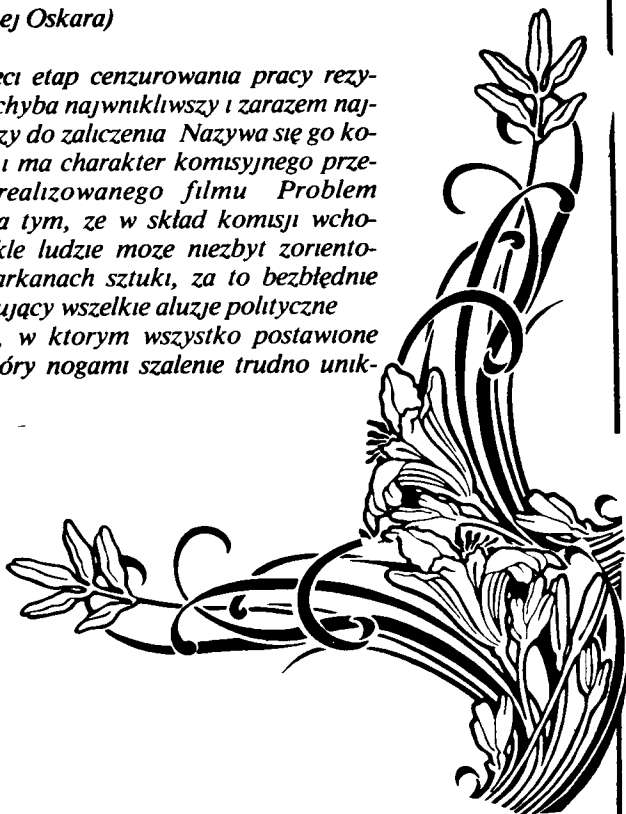 ej Oskara)
eci etap cenzurowania pracy rezy-
chyba najwnikliwszy i zarazem naj-
zy do zaliczenia Nazywa się go ko-
i ma charakter komisyjnego prze-
realizowanego filmu Problem
a tym, ze w skład komisji wcho-
kle ludzie moze niezbyt zoriento-
arkanach sztuki, za to bezbłędnie
ujący wszelkie aluzje polityczne
, w ktorym wszystko postawione
óry nogami szalenie trudno unik-